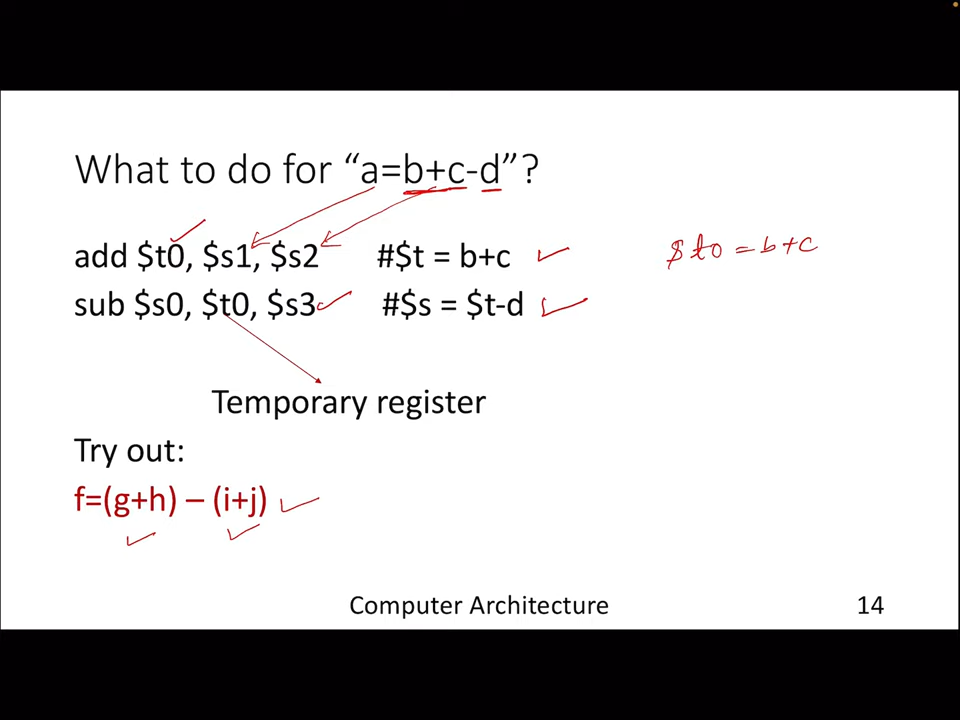 What to do for “a=b+c-d”?
add $t0, $s1, $s2 #$t = b+c
$t0 = b+c
sub $s0, $t0, $s3 #$s = $t-d
Temporary register
Try out:
f=(g+h) – (i+j)
Computer Architecture 14